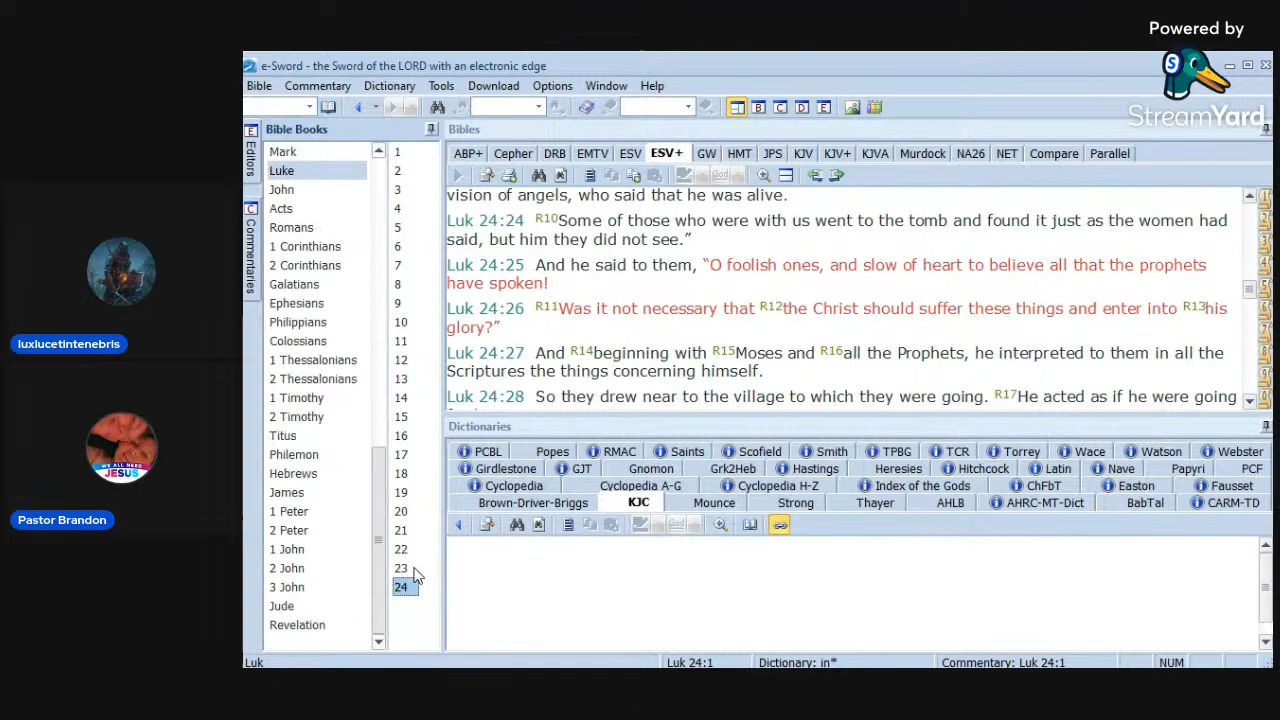 Powered by
StreamYard
e-Sword - the Sword of the LORD with an electronic edge
Bible Commentary Dictionary Tools Download Options Window Help
B C D E
Bible Books
Bibles
Editors
Commentaries
Mark
Luke
John
Acts
Romans
1 Corinthians
2 Corinthians
Galatians
Ephesians
Philippians
Colossians
1 Thessalonians
2 Thessalonians
1 Timothy
2 Timothy
Titus
Philemon
Hebrews
James
1 Peter
2 Peter
1 John
2 John
3 John
Jude
Revelation
1
2
3
4
5
6
7
8
9
10
11
12
13
14
15
16
17
18
19
20
21
22
23
24
ABP+ Cepher DRB EMTV ESV ESV+ GW HMT JPS KJV KJV+ KJVA Murdock NA26 NET Compare Parallel
vision of angels, who said that he was alive.
Luk 24:24 R10Some of those who were with us went to the tomb and found it just as the women had
said, but him they did not see.”
Luk 24:25 And he said to them, “O foolish ones, and slow of heart to believe all that the prophets
have spoken!
Luk 24:26 R11Was it not necessary that R12the Christ should suffer these things and enter into R13his
glory?”
Luk 24:27 And R14beginning with R15Moses and R16all the Prophets, he interpreted to them in all the
Scriptures the things concerning himself.
Luk 24:28 So they drew near to the village to which they were going. R17He acted as if he were going
Dictionaries
PCBL Popes RMAC Saints Scofield Smith TPBG TCR Torrey Wace Watson Webster
Girdlestone GJT Gnomon Grk2Heb Hastings Heresies Hitchcock Latin Nave Papyri PCF
Cyclopedia Cyclopedia A-G Cyclopedia H-Z Index of the Gods ChFbT Easton Fausset
Brown-Driver-Briggs KJC Mounce Strong Thayer AHLB AHRC-MT-Dict BabTal CARM-TD
luxlucetintenebris
WE ALL NEED
JESUS
Pastor Brandon
Luk Luk 24:1 Dictionary: in* Commentary: Luk 24:1 NUM